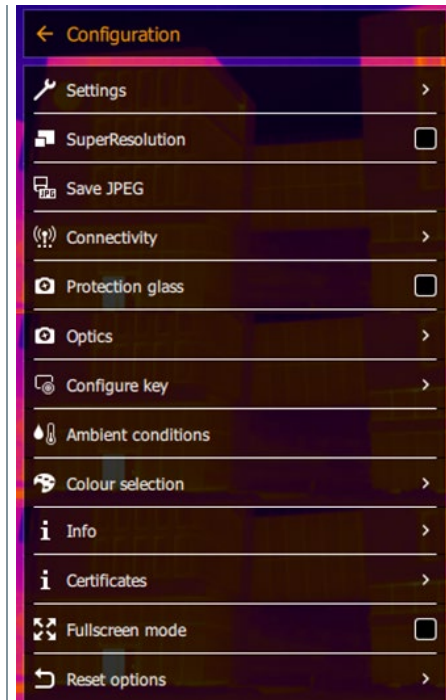 Configuration
Settings
SuperResolution
JPG Save JPEG
Connectivity
Protection glass
Optics
Configure key
Ambient conditions
Colour selection
i Info
i Certificates
Fullscreen mode
Reset options